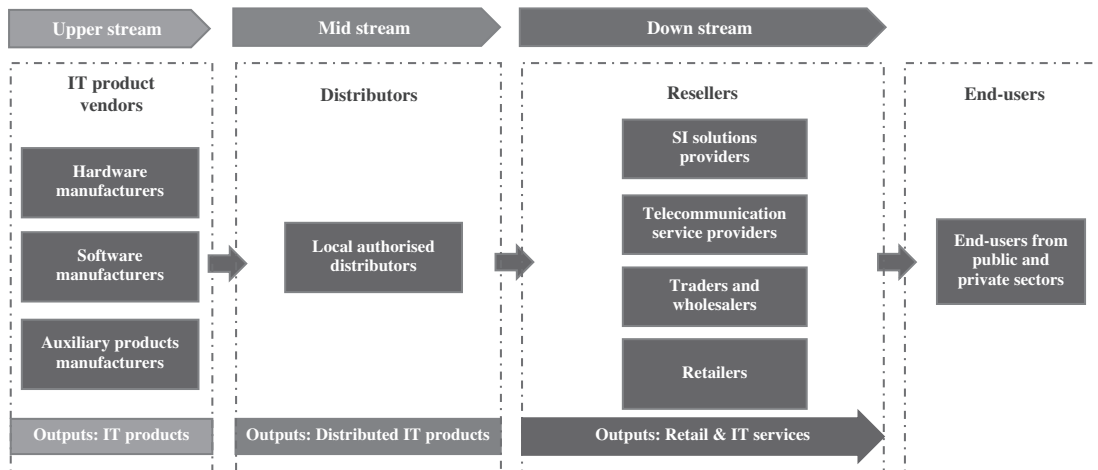 Upper stream
Mid stream
Down stream
IT product
vendors
Hardware
manufacturers
Software
manufacturers
Auxiliary products
manufacturers
Outputs: IT products
Distributors
Local authorised
distributors
Outputs: Distributed IT products
Resellers
SI solutions
providers
Telecommunication
service providers
Traders and
wholesalers
Retailers
Outputs: Retail & IT services
End-users
End-users from
public and
private sectors